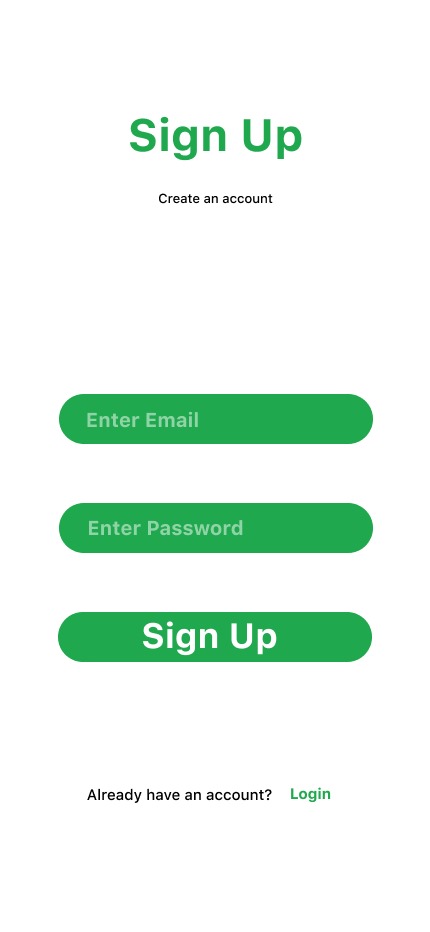 Sign Up
Create an account
Enter Email
Enter Password
Sign Up
Already have an account? Login